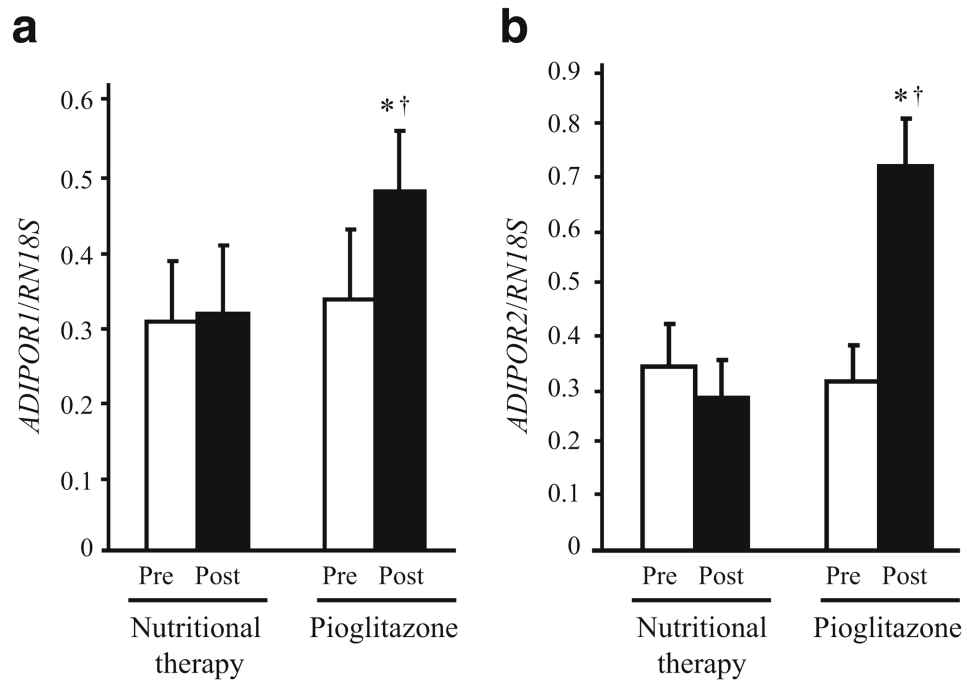 a
0.6
0.5
0.4
0.3
0.2
0.1
0
ADIPOR1/RN18S
* †
Pre Post Pre Post
Nutritional therapy
Pioglitazone
b
0.9
0.8
0.7
0.6
0.5
0.4
0.3
0.2
0.1
0
ADIPOR2/RN18S
* †
Pre Post Pre Post
Nutritional therapy
Pioglitazone